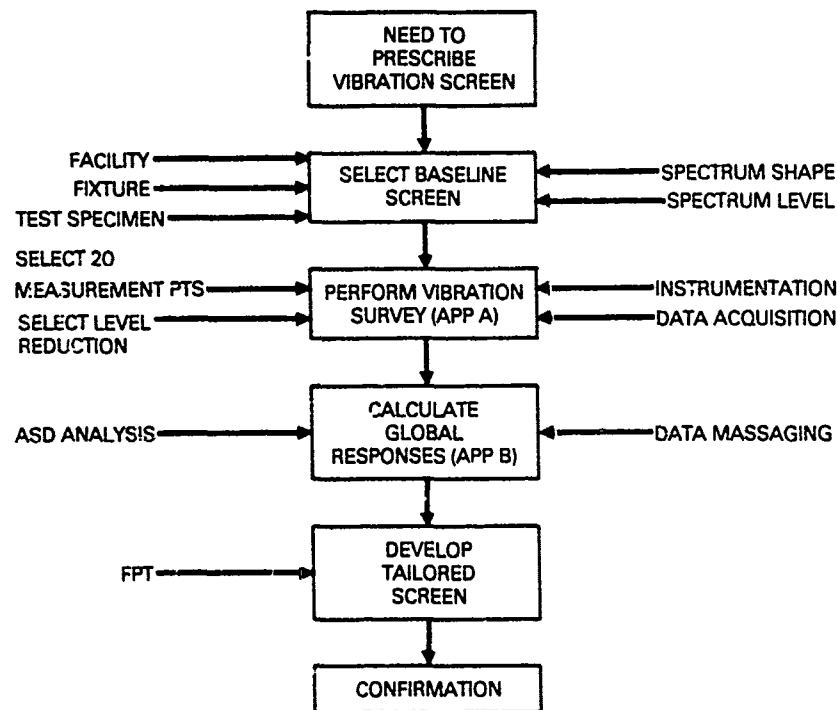 NEED TO
PRESCRIBE
VIBRATION SCREEN
FACILITY
FIXTURE
TEST SPECIMEN
SELECT BASELINE
SCREEN
SPECTRUM SHAPE
SPECTRUM LEVEL
SELECT 20
MEASUREMENT PTS
SELECT LEVEL
REDUCTION
PERFORM VIBRATION
SURVEY (APP A)
INSTRUMENTATION
DATA ACQUISITION
ASD ANALYSIS
CALCULATE
GLOBAL
RESPONSES (APP B)
DATA MASSAGING
FPT
DEVELOP
TAILORED
SCREEN
CONFIRMATION